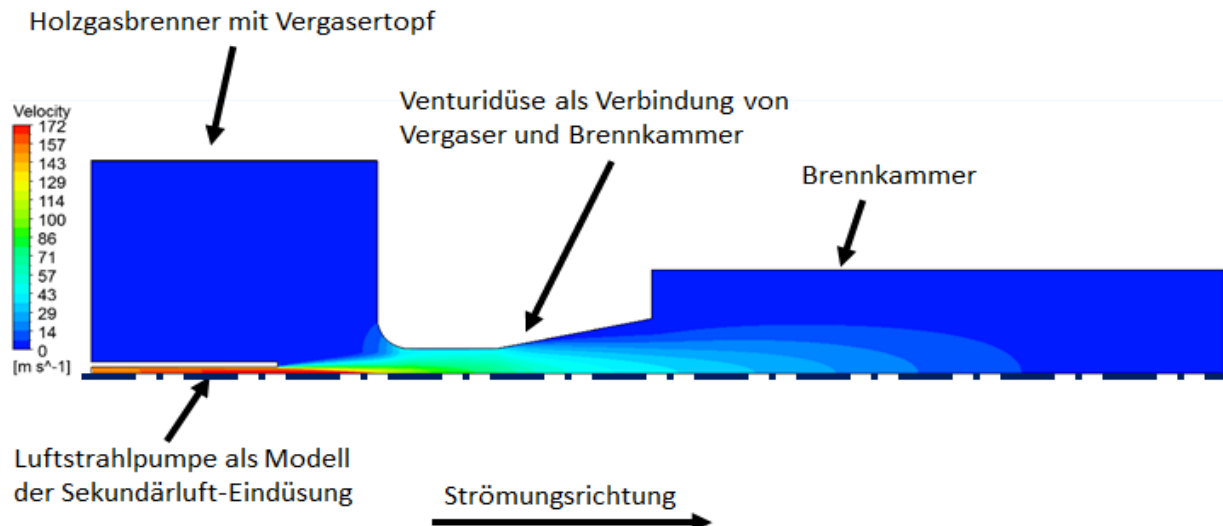 Holzgasbrenner mit Vergasertopf
Venturidüse als Verbindung von
Vergaser und Brennkammer
Brennkammer
Velocity
172
157
143
129
114
100
86
71
57
43
29
14
0
[m s^-1]
Luftstrahlpumpe als Modell
der Sekundärluft-Eindüsung
Strömungsrichtung